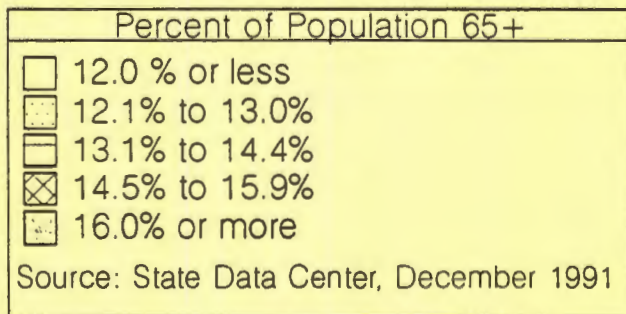 Percent of Population 65+
12.0 % or less
12.1% to 13.0%
13.1% to 14.4%
14.5% to 15.9%
16.0% or more
Source: State Data Center, December 1991